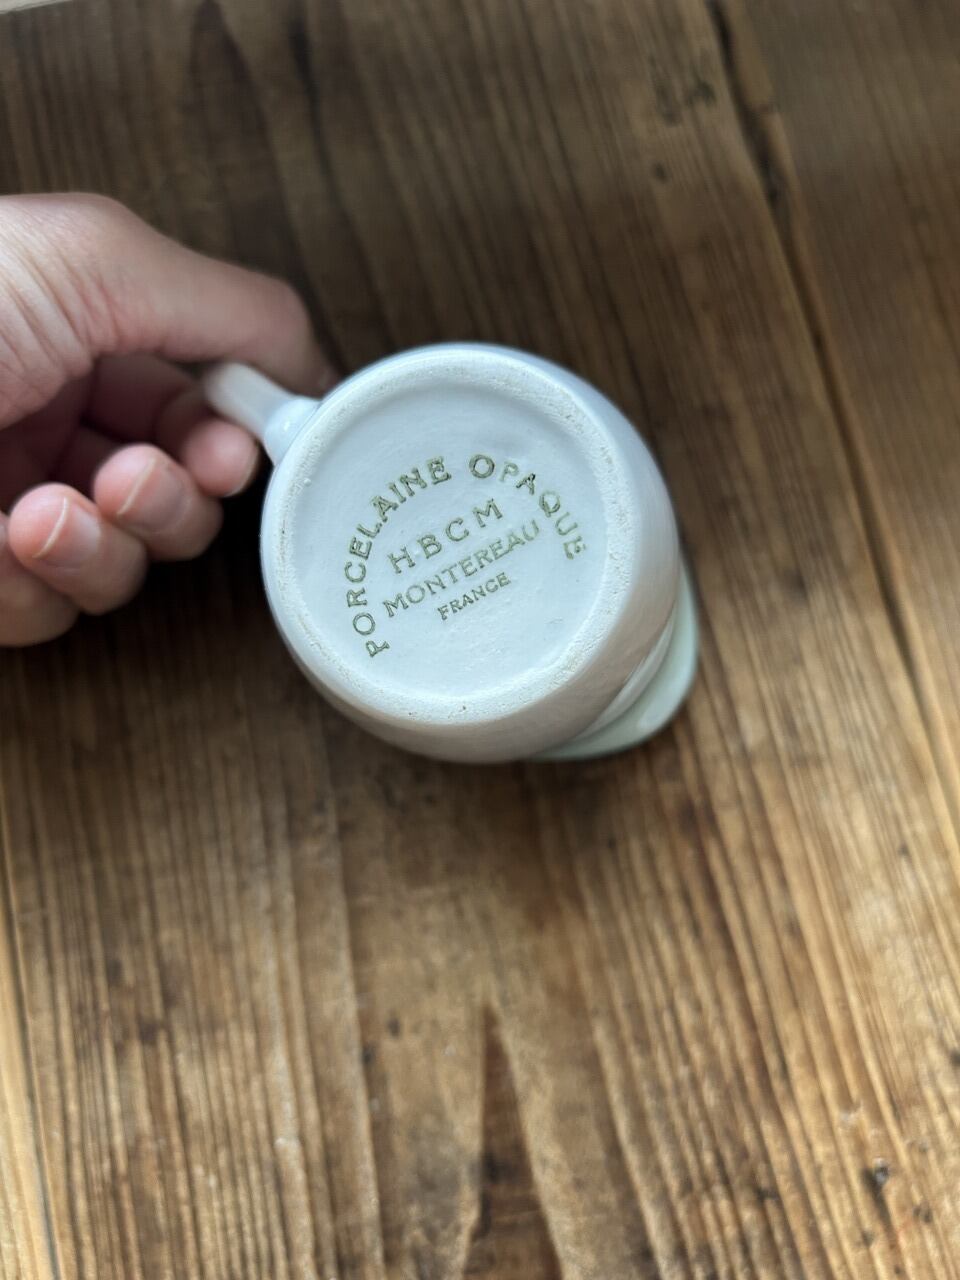 PORCELAINE OPAQUE
H·B·C·M
MONTEREAU
FRANCE